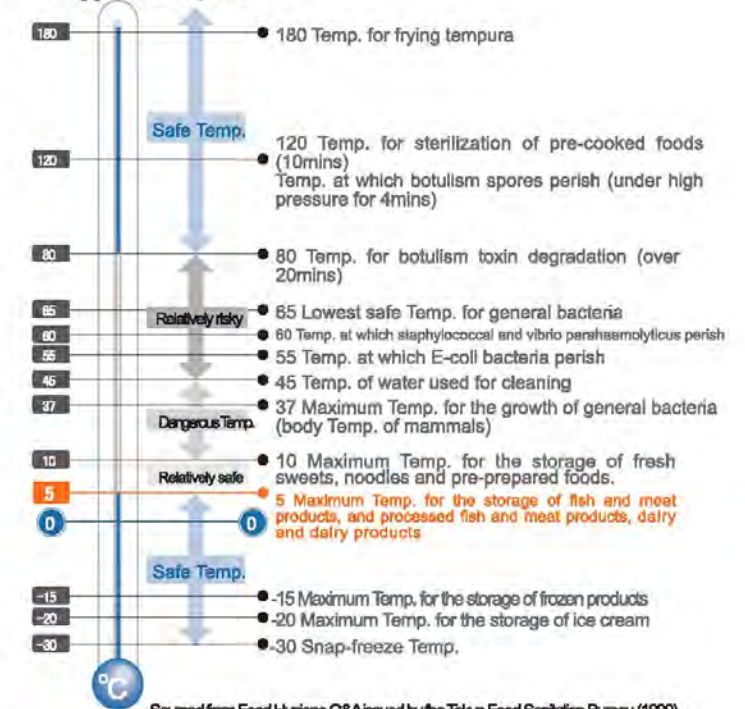 180
180 Temp. for frying tempura
Safe Temp.
120
120 Temp. for sterilization of pre-cooked foods
(10mins)
Temp. at which botulism spores perish (under high
pressure for 4mins)
80
80 Temp. for botulism toxin degradation (over
20mins)
65
65 Lowest safe Temp. for general bacteria
Relatively risky
60
60 Temp. at which staphylococcal and vibrio parahaemolyticus perish
55
55 Temp. at which E-coli bacteria perish
45
45 Temp. of water used for cleaning
37
37 Maximum Temp. for the growth of general bacteria
(body Temp. of mammals)
Dangerous Temp.
10
10 Maximum Temp. for the storage of fresh
sweets, noodles and pre-prepared foods.
Relatively safe
5
5 Maximum Temp. for the storage of fish and meat
products, and processed fish and meat products, dairy
and dairy products
0
0
Safe Temp.
-15
-15 Maximum Temp. for the storage of frozen products
-20
-20 Maximum Temp. for the storage of ice cream
-30
-30 Snap-freeze Temp.
°C